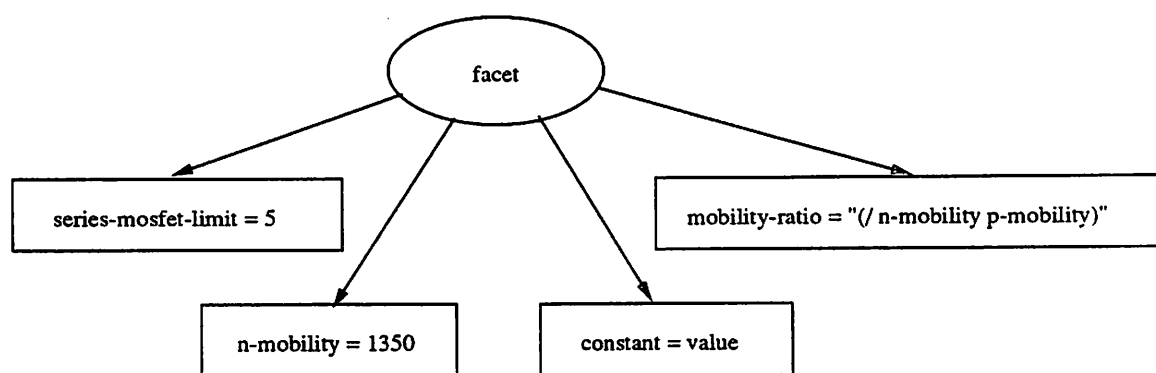 facet
series-mosfet-limit = 5
mobility-ratio = "(/ n-mobility p-mobility)"
n-mobility = 1350
constant = value